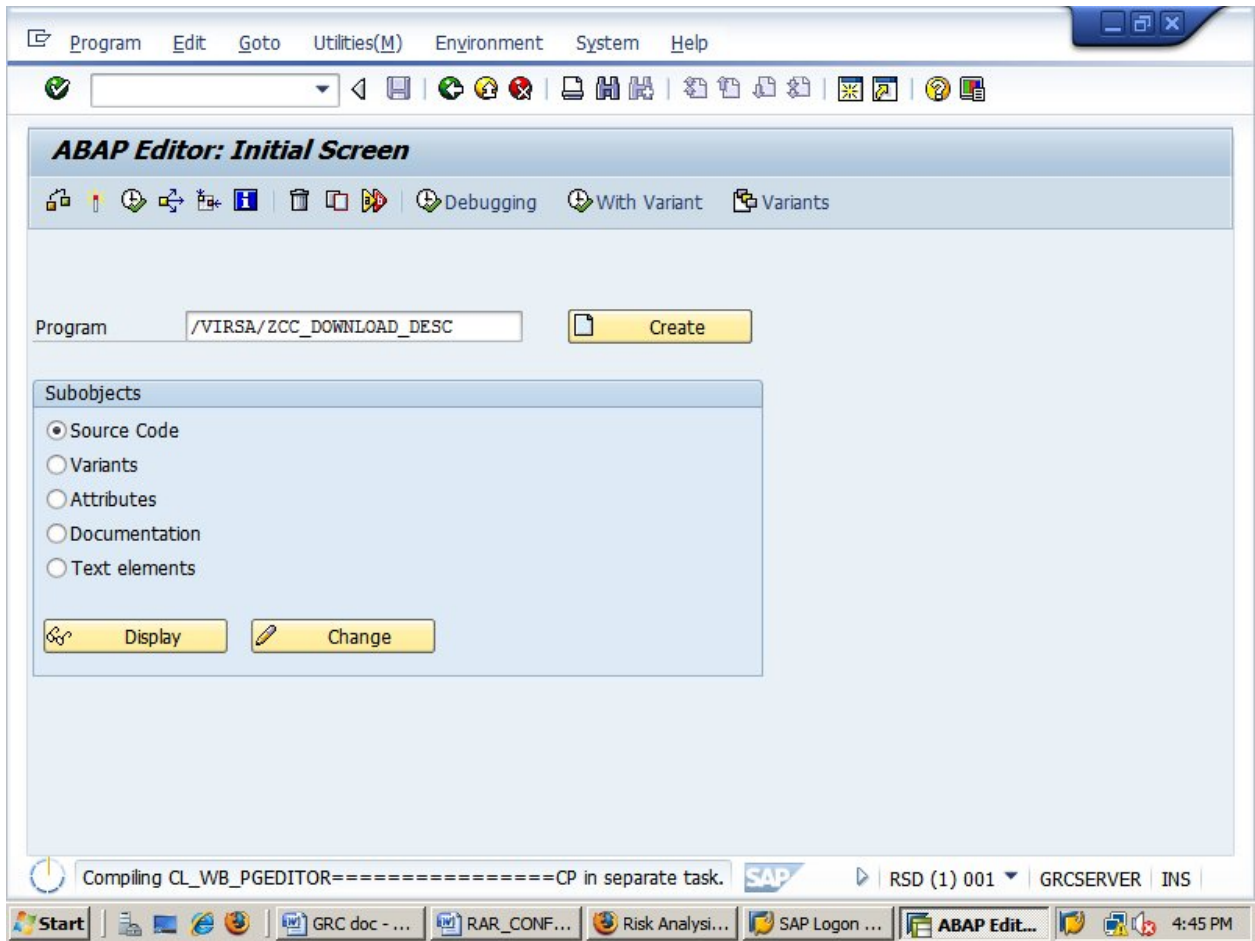 Program Edit Goto Utilities(M) Environment System Help
ABAP Editor: Initial Screen
Debugging With Variant Variants
Program /VIRSA/ZCC_DOWNLOAD_DESC Create
Subobjects
Source Code
Variants
Attributes
Documentation
Text elements
Display Change
Compiling CL_WB_PGEDITOR================CP in separate task. SAP RSD (1) 001 GRCSERVER INS
Start GRC doc - ... RAR_CONF... Risk Analysi... SAP Logon ... ABAP Edit... 4:45 PM